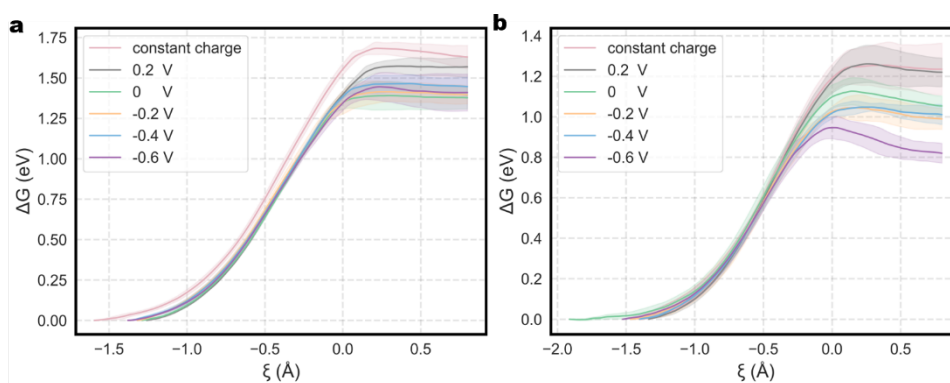 a
1.75
1.50
1.25
1.00
0.75
0.50
0.25
0.00
ΔG (eV)
constant charge
0.2 V
0 V
-0.2 V
-0.4 V
-0.6 V
−1.5 −1.0 −0.5 0.0 0.5
ξ (Å)
b
1.4
1.2
1.0
0.8
0.6
0.4
0.2
0.0
ΔG (eV)
constant charge
0.2 V
0 V
-0.2 V
-0.4 V
-0.6 V
−2.0 −1.5 −1.0 −0.5 0.0 0.5
ξ (Å)